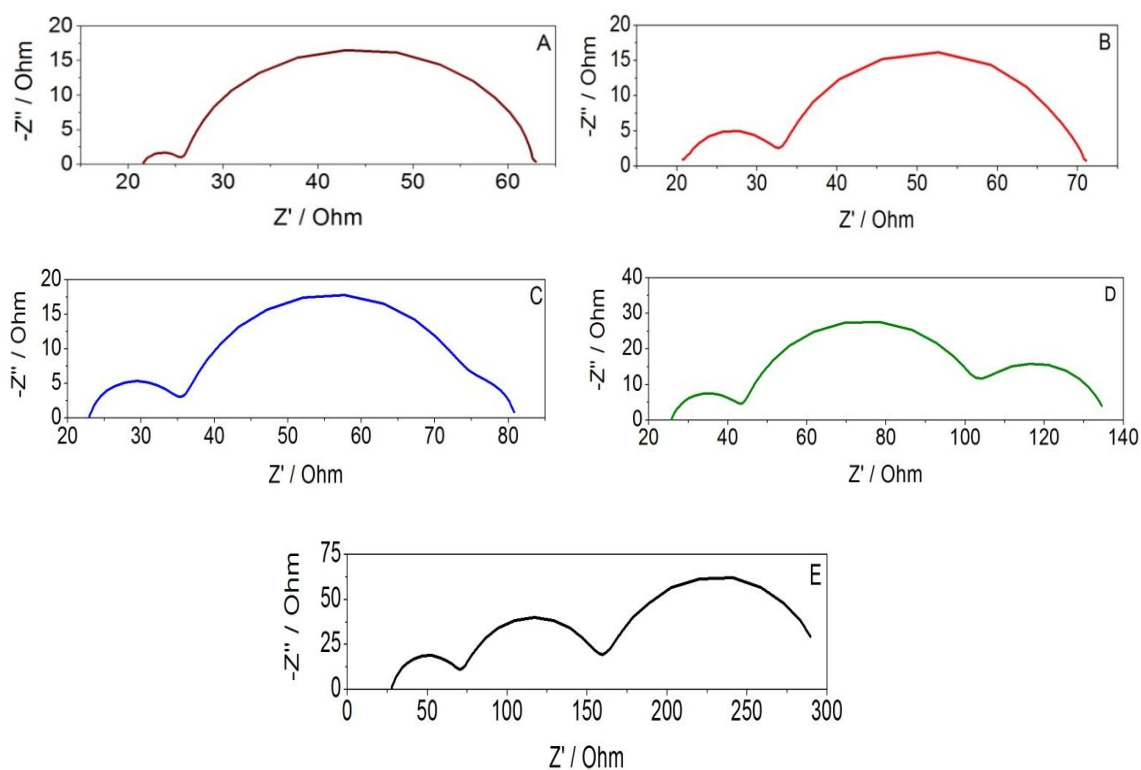 A
-Z" / Ohm
20
15
10
5
0
20 30 40 50 60
Z' / Ohm
B
-Z" / Ohm
20
15
10
5
0
20 30 40 50 60 70
Z' / Ohm
C
-Z" / Ohm
20
15
10
5
0
20 30 40 50 60 70 80
Z' / Ohm
D
-Z" / Ohm
40
30
20
10
0
20 40 60 80 100 120 140
Z' / Ohm
E
-Z" / Ohm
75
50
25
0
0 50 100 150 200 250 300
Z' / Ohm